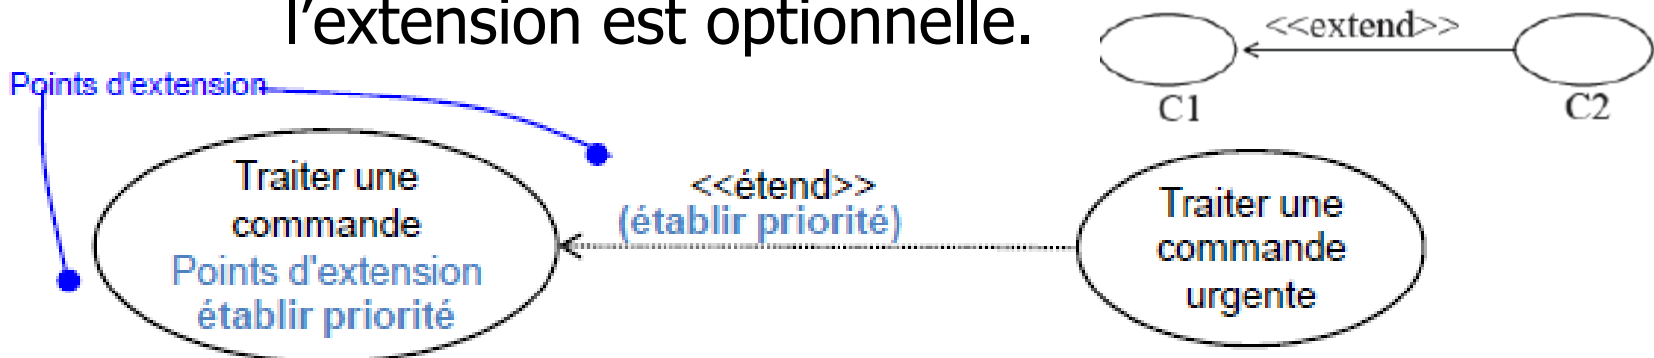 l'extension est optionnelle.
<<extend>>
C1
C2
Points d'extension
Traiter une
commande
Points d'extension
établir priorité
<<étend>>
(établir priorité)
Traiter une
commande
urgente